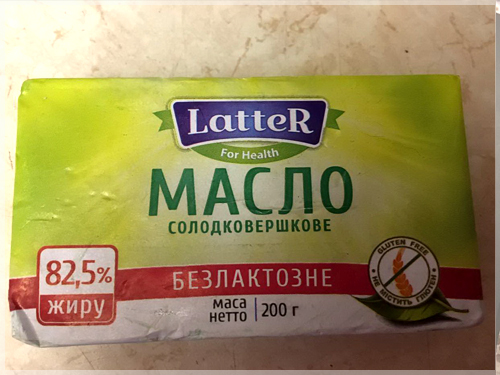 LatteR
For Health
МАСЛО
СОЛОДКОВЕРШКОВЕ
82,5%
жиру
БЕЗЛАКТОЗНЕ
маса
нетто
200 г
GLUTEN FREE
НЕ МІСТИТЬ ГЛЮТЕН